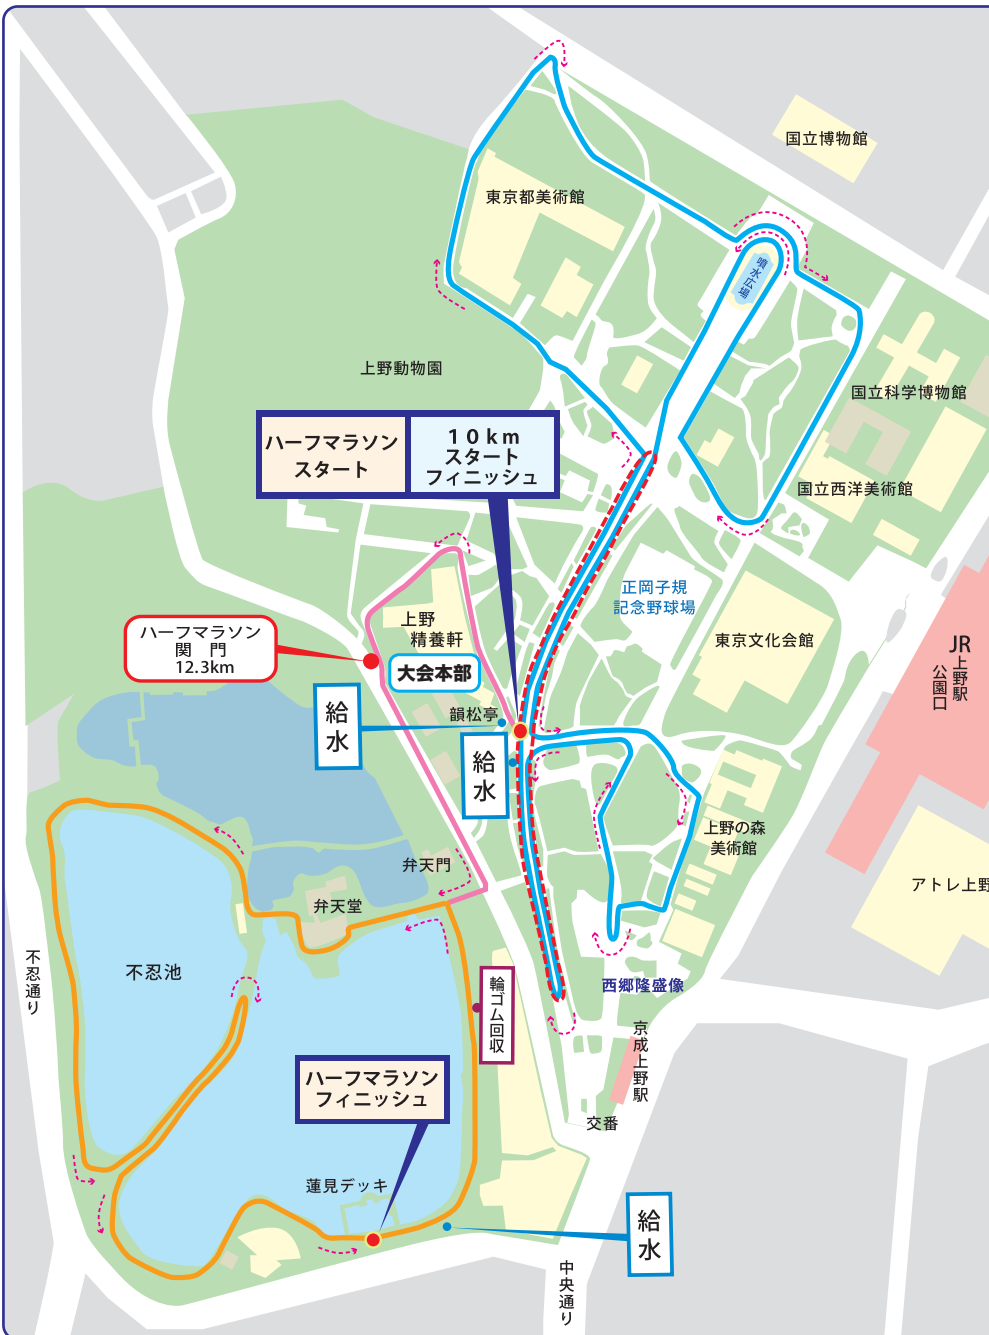 国立博物館
東京都美術館
噴水広場
上野動物園
国立科学博物館
ハーフマラソン
スタート
10km
スタート
フィニッシュ
国立西洋美術館
正岡子規
記念野球場
上野
精養軒
ハーフマラソン
関　門
12.3km
東京文化会館
JR
上野駅
公園口
大会本部
給水
韻松亭
給水
上野の森
美術館
弁天門
アトレ上野
弁天堂
不忍池
不忍通り
輪ゴム回収
西郷隆盛像
京成上野駅
ハーフマラソン
フィニッシュ
交番
蓮見デッキ
給水
中央通り